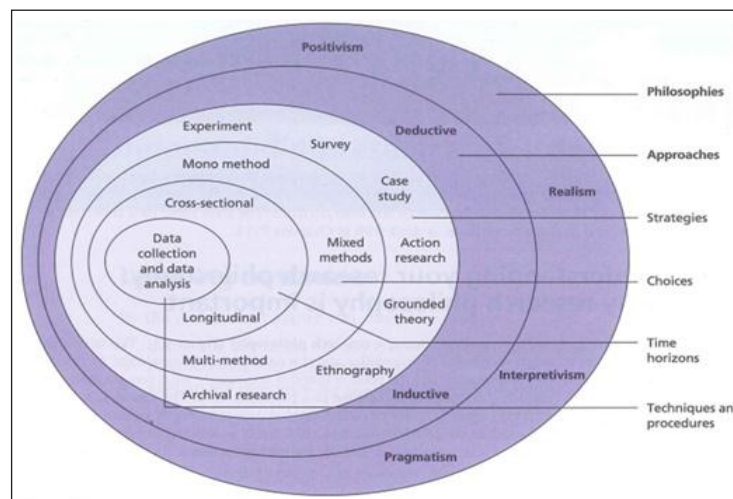 Positivism
Philosophies
Experiment
Survey
Deductive
Mono method
Approaches
Case
study
Realism
Cross-sectional
Strategies
Data
collection
and data
analysis
Mixed
methods
Action
research
Choices
Grounded
theory
Longitudinal
Time
horizons
Multi-method
Ethnography
Interpretivism
Archival research
Inductive
Techniques an
procedures
Pragmatism